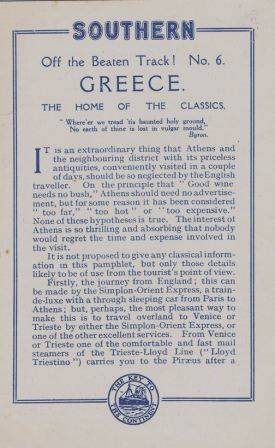 SOUTHERN
Off the Beaten Track! No. 6.
GREECE.
THE HOME OF THE CLASSICS.
" Where'er we tread 'tis haunted holy ground,
No earth of thine is lost in vulgar mould."
Byron.
IT is an extraordinary thing that Athens and
the neighbouring district with its priceless
antiquities, conveniently visited in a couple
of days, should be so neglected by the English
traveller. On the principle that " Good wine
needs no bush," Athens should need no advertise-
ment, but for some reason it has been considered
" too far," " too hot " or " too expensive."
None of these hypotheses is true. The interest of
Athens is so thrilling and absorbing that nobody
would regret the time and expense involved in
the visit.
It is not proposed to give any classical inform-
ation in this pamphlet, but only those details
likely to be of use from the tourist's point of view.
Firstly, the journey from England; this can
be made by the Simplon-Orient Express, a train-
de-luxe with a through sleeping car from Paris to
Athens; but, perhaps, the most pleasant way to
make this is to travel overland to Venice or
Trieste by either the Simplon-Orient Express, or
one of the other excellent services. From Venice
or Trieste one of the comfortable and fast mail
steamers of the Trieste-Lloyd Line (" Lloyd
Triestino ") carries you to the Piræus after a
THE KEY TO
THE CONTINENT